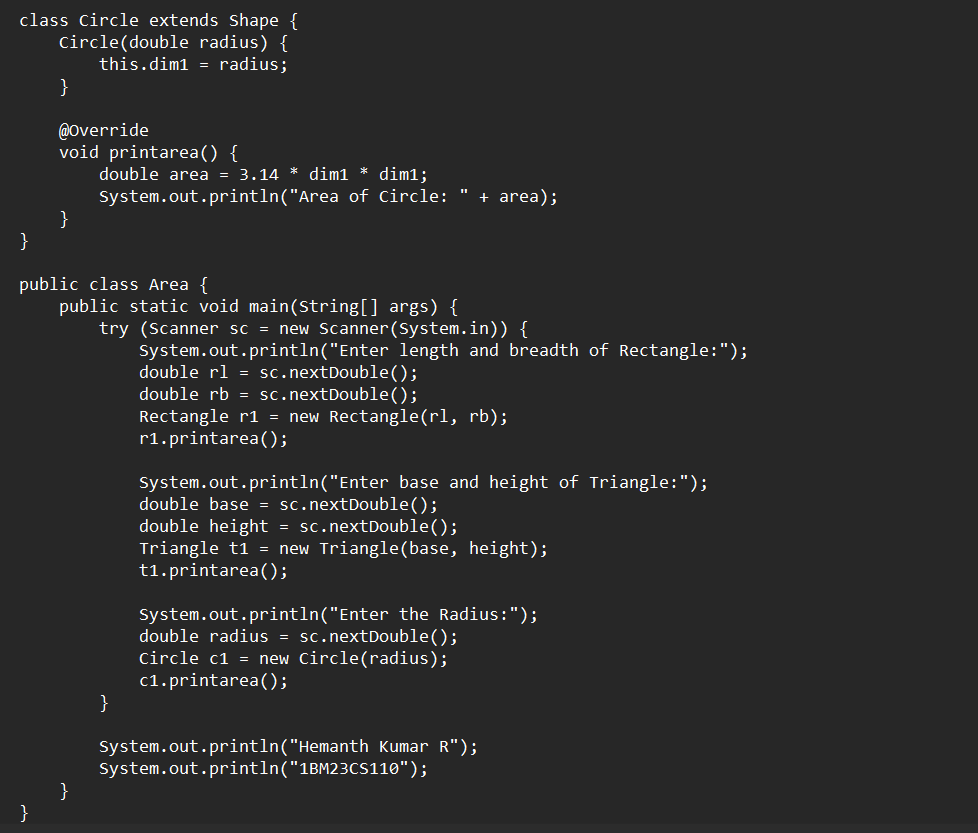 class Circle extends Shape {
    Circle(double radius) {
        this.dim1 = radius;
    }

    @Override
    void printarea() {
        double area = 3.14 * dim1 * dim1;
        System.out.println("Area of Circle: " + area);
    }
}

public class Area {
    public static void main(String[] args) {
        try (Scanner sc = new Scanner(System.in)) {
            System.out.println("Enter length and breadth of Rectangle:");
            double rl = sc.nextDouble();
            double rb = sc.nextDouble();
            Rectangle r1 = new Rectangle(rl, rb);
            r1.printarea();

            System.out.println("Enter base and height of Triangle:");
            double base = sc.nextDouble();
            double height = sc.nextDouble();
            Triangle t1 = new Triangle(base, height);
            t1.printarea();

            System.out.println("Enter the Radius:");
            double radius = sc.nextDouble();
            Circle c1 = new Circle(radius);
            c1.printarea();
        }

        System.out.println("Hemanth Kumar R");
        System.out.println("1BM23CS110");
    }
}